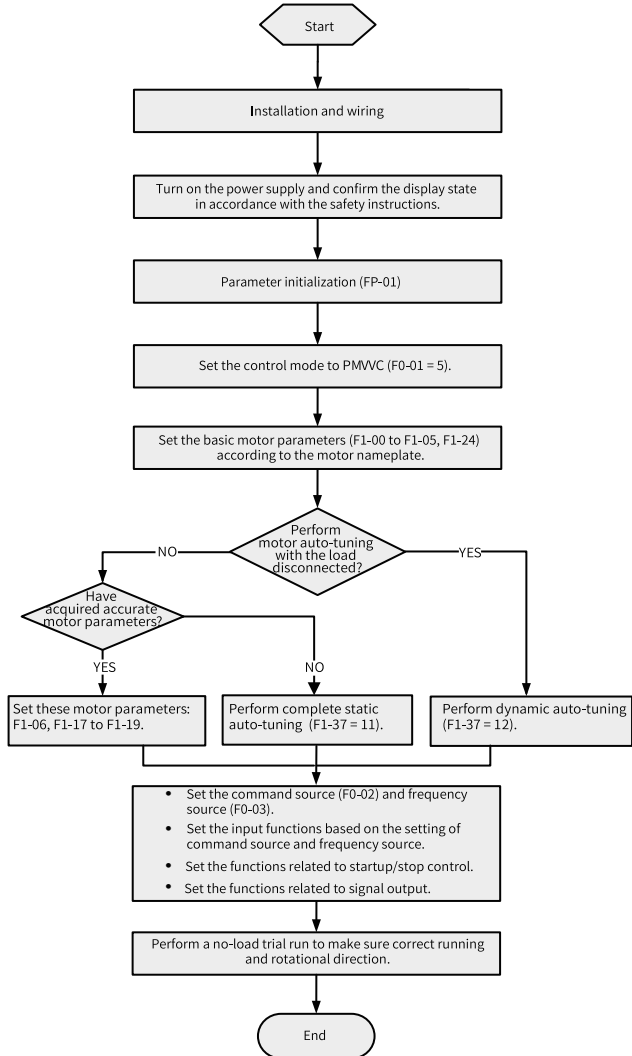 Start
Installation and wiring
Turn on the power supply and confirm the display state
in accordance with the safety instructions.
Parameter initialization (FP-01)
Set the control mode to PMVVC (F0-01 = 5).
Set the basic motor parameters (F1-00 to F1-05, F1-24)
according to the motor nameplate.
Perform
motor auto-tuning
with the load
disconnected?
NO
YES
Have
acquired accurate
motor parameters?
YES
NO
Set these motor parameters:
F1-06, F1-17 to F1-19.
Perform complete static
auto-tuning (F1-37 = 11).
Perform dynamic auto-tuning
(F1-37 = 12).
• Set the command source (F0-02) and frequency
source (F0-03).
• Set the input functions based on the setting of
command source and frequency source.
• Set the functions related to startup/stop control.
• Set the functions related to signal output.
Perform a no-load trial run to make sure correct running
and rotational direction.
End